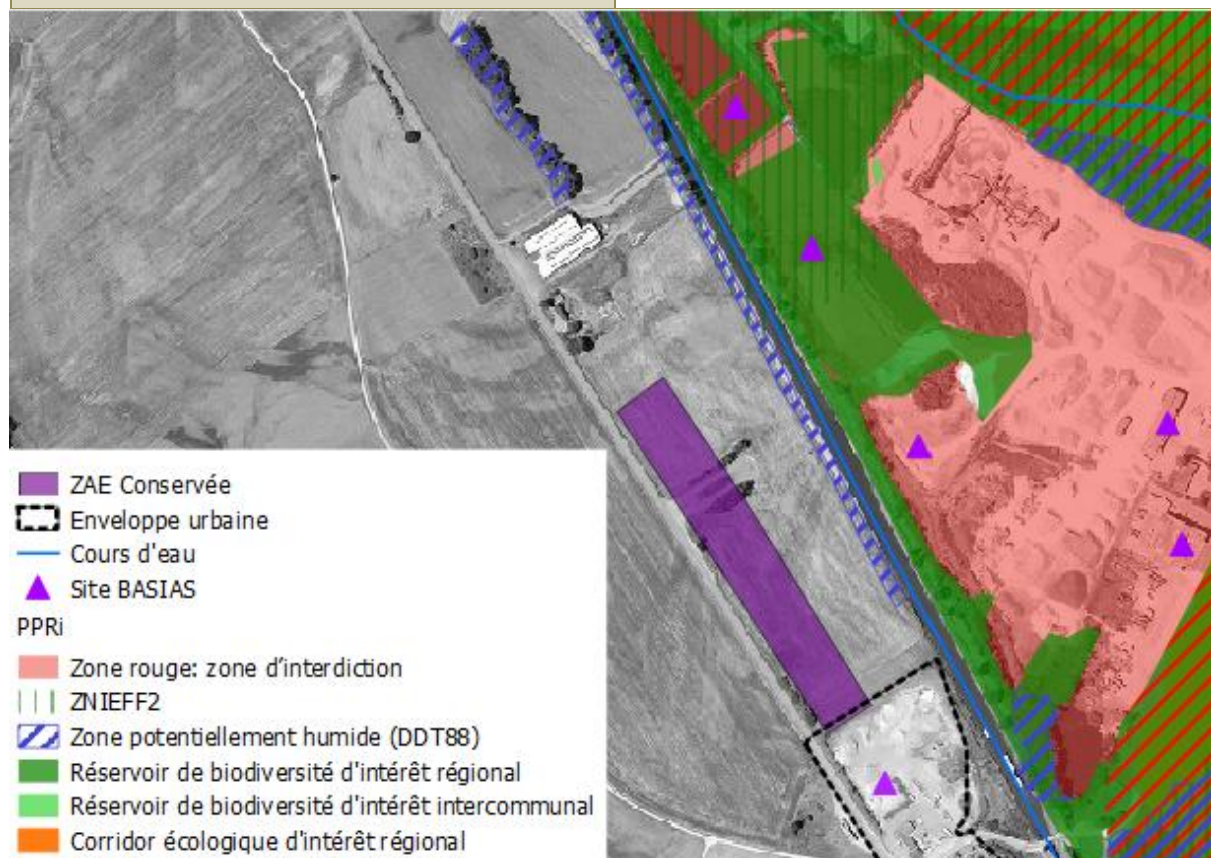 ZAE Conservée
Enveloppe urbaine
Cours d'eau
Site BASIAS
PPRi
Zone rouge: zone d'interdiction
ZNIEFF2
Zone potentiellement humide (DDT88)
Réservoir de biodiversité d'intérêt régional
Réservoir de biodiversité d'intérêt intercommunal
Corridor écologique d'intérêt régional